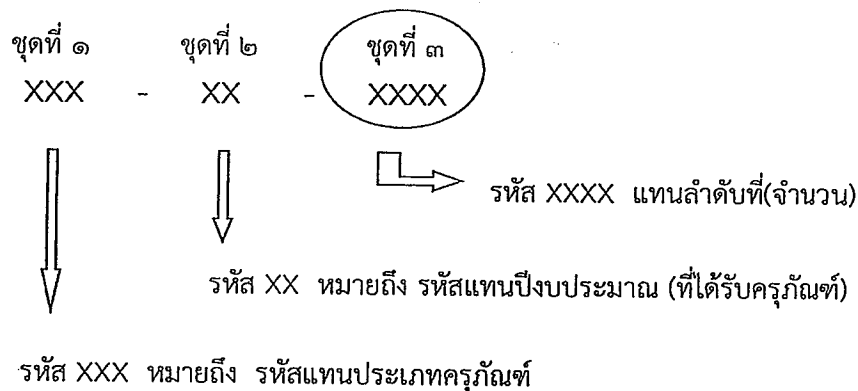 ชุดที่ ๑ ชุดที่ ๒ ชุดที่ ๓
XXX - XX - XXXX
รหัส XXXX แทนลำดับที่(จำนวน)
รหัส XX หมายถึง รหัสแทนปีงบประมาณ (ที่ได้รับครุภัณฑ์)
รหัส XXX หมายถึง รหัสแทนประเภทครุภัณฑ์